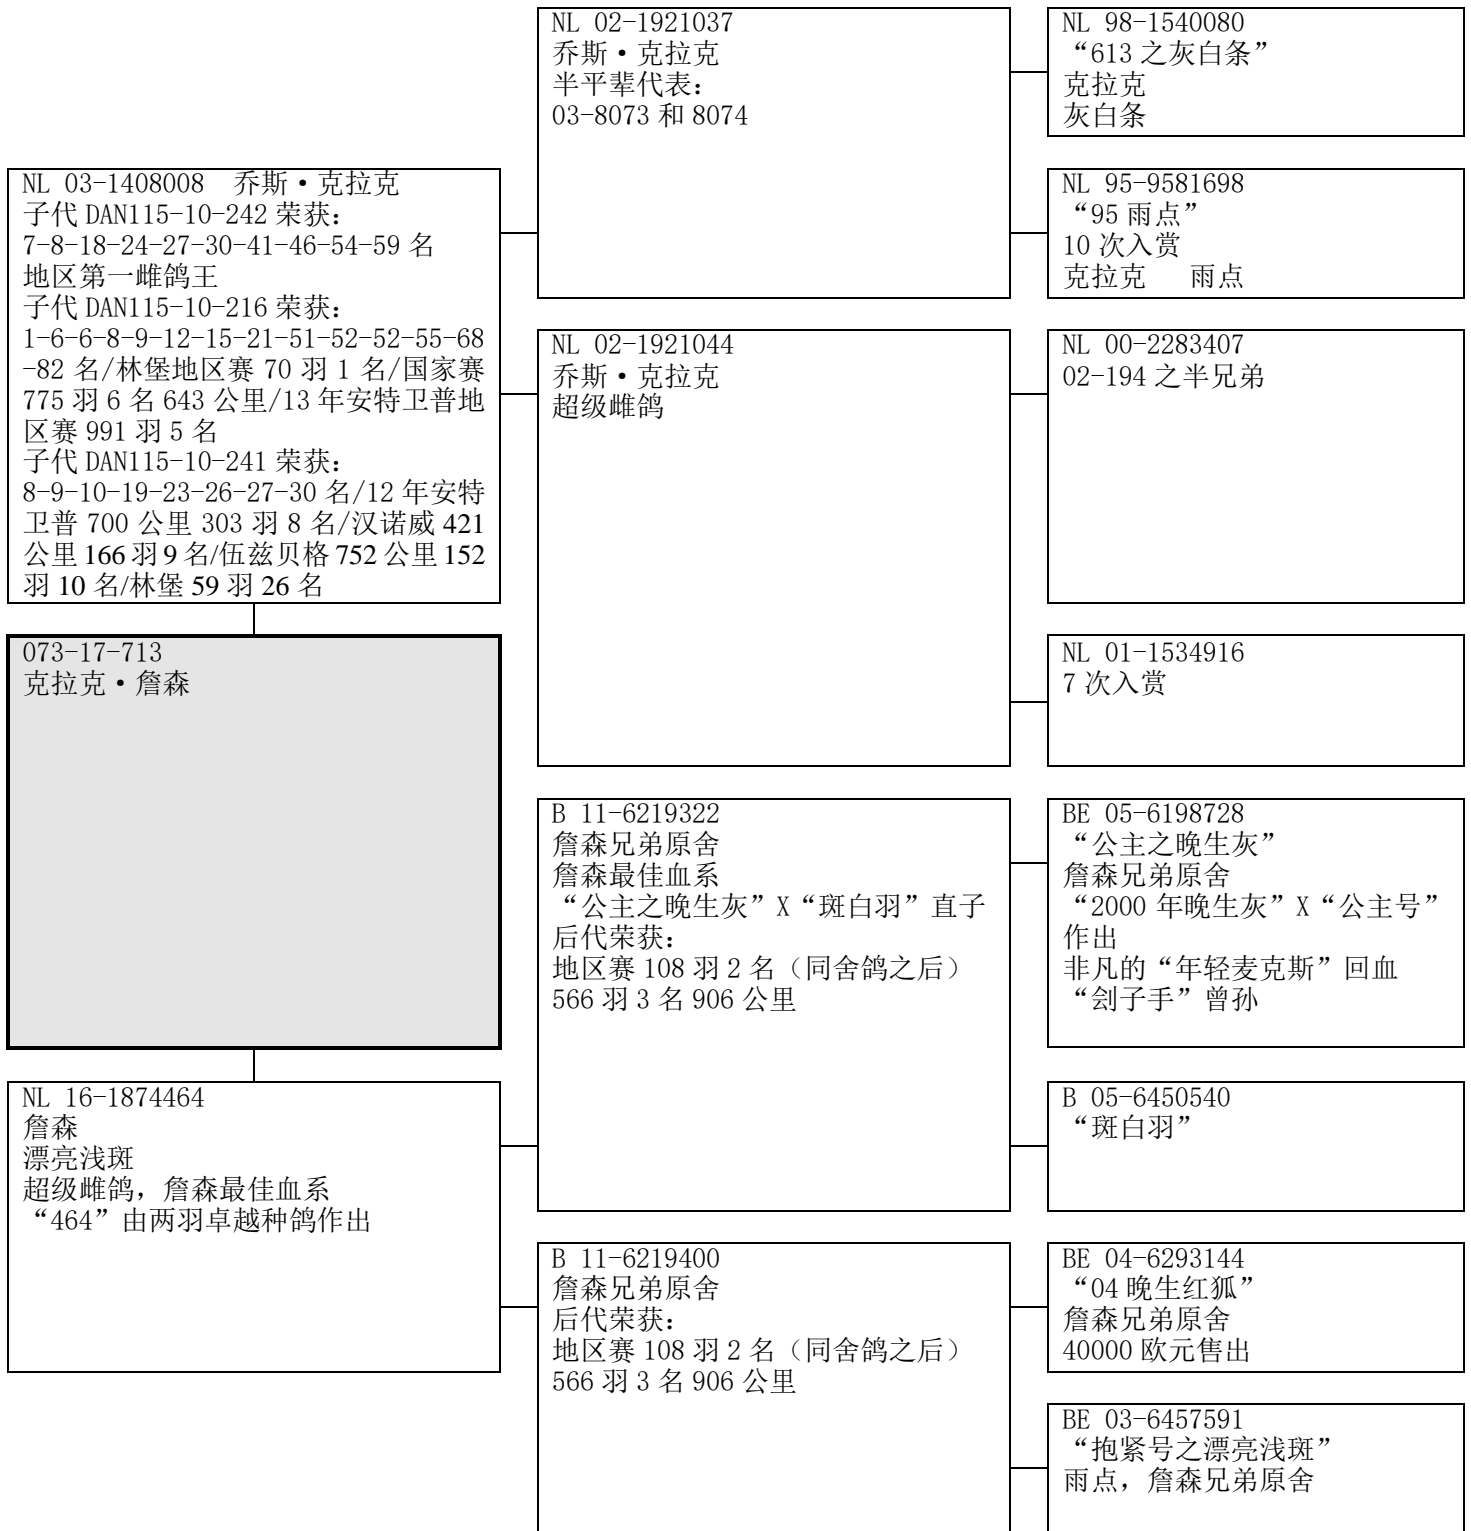 NL 03-1408008 乔斯·克拉克
子代 DAN115-10-242 荣获：
7-8-18-24-27-30-41-46-54-59 名
地区第一雌鸽王
子代 DAN115-10-216 荣获：
1-6-6-8-9-12-15-21-51-52-52-55-68
-82 名/林堡地区赛 70 羽 1 名/国家赛
775 羽 6 名 643 公里/13 年安特卫普地
区赛 991 羽 5 名
子代 DAN115-10-241 荣获：
8-9-10-19-23-26-27-30 名/12 年安特
卫普 700 公里 303 羽 8 名/汉诺威 421
公里 166 羽 9 名/伍兹贝格 752 公里 152
羽 10 名/林堡 59 羽 26 名
073-17-713
克拉克·詹森
NL 16-1874464
詹森
漂亮浅斑
超级雌鸽，詹森最佳血系
“464”由两羽卓越种鸽作出
NL 02-1921037
乔斯·克拉克
半平辈代表：
03-8073 和 8074
NL 02-1921044
乔斯·克拉克
超级雌鸽
B 11-6219322
詹森兄弟原舍
詹森最佳血系
“公主之晚生灰”X“斑白羽”直子
后代荣获：
地区赛 108 羽 2 名（同舍鸽之后）
566 羽 3 名 906 公里
B 11-6219400
詹森兄弟原舍
后代荣获：
地区赛 108 羽 2 名（同舍鸽之后）
566 羽 3 名 906 公里
NL 98-1540080
“613 之灰白条”
克拉克
灰白条
NL 95-9581698
“95 雨点”
10 次入赏
克拉克 雨点
NL 00-2283407
02-194 之半兄弟
NL 01-1534916
7 次入赏
BE 05-6198728
“公主之晚生灰”
詹森兄弟原舍
“2000 年晚生灰”X“公主号”
作出
非凡的“年轻麦克斯”回血
“刽子手”曾孙
B 05-6450540
“斑白羽”
BE 04-6293144
“04 晚生红狐”
詹森兄弟原舍
40000 欧元售出
BE 03-6457591
“抱紧号之漂亮浅斑”
雨点，詹森兄弟原舍